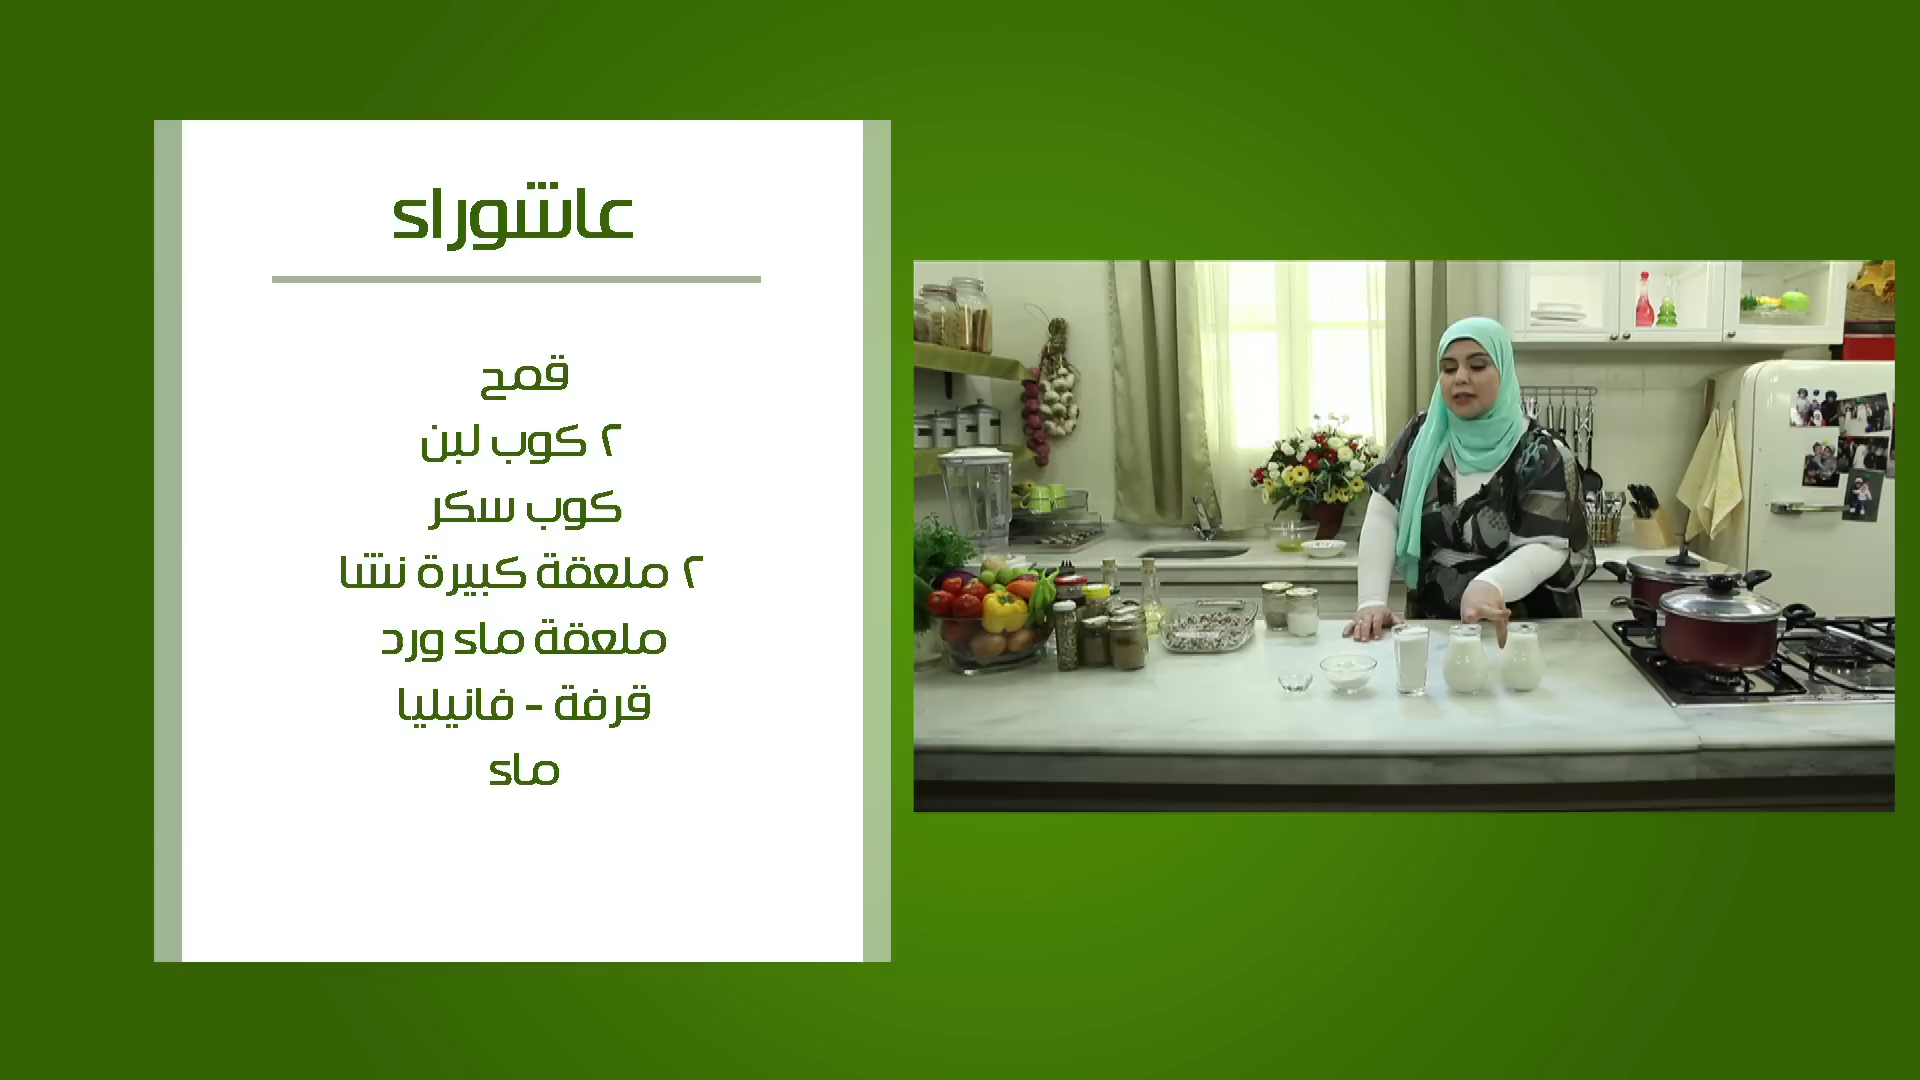 عاشوراء
قمح
٢ كوب لبن
كوب سكر
٢ ملعقة كبيرة نشا
ملعقة ماء ورد
قرفة - فانيليا
ماء